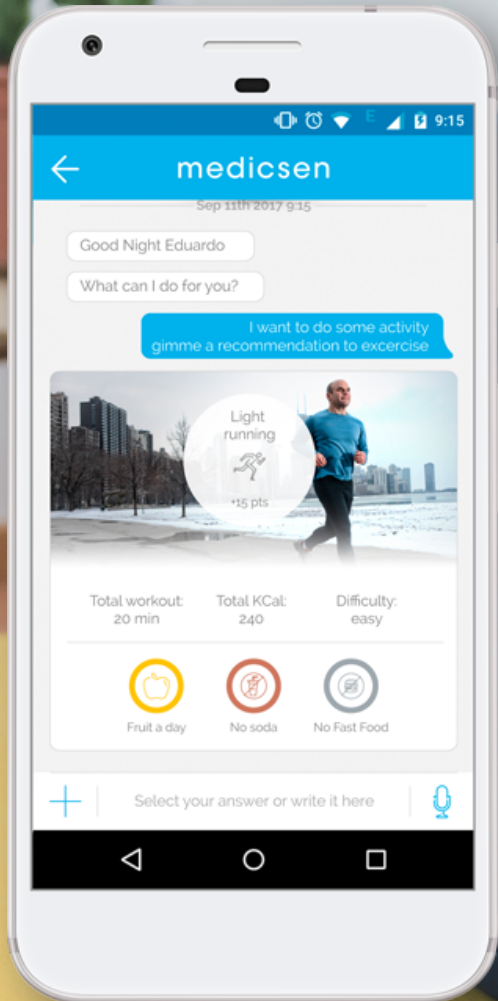 E 9:15
medicsen
Sep 11th 2017 9:15
Good Night Eduardo
What can I do for you?
I want to do some activity
gimme a recommendation to excercise
Light
running
+15 pts
Total workout: Total KCal: Difficulty:
20 min 240 easy
Fruit a day No soda No Fast Food
Select your answer or write it here